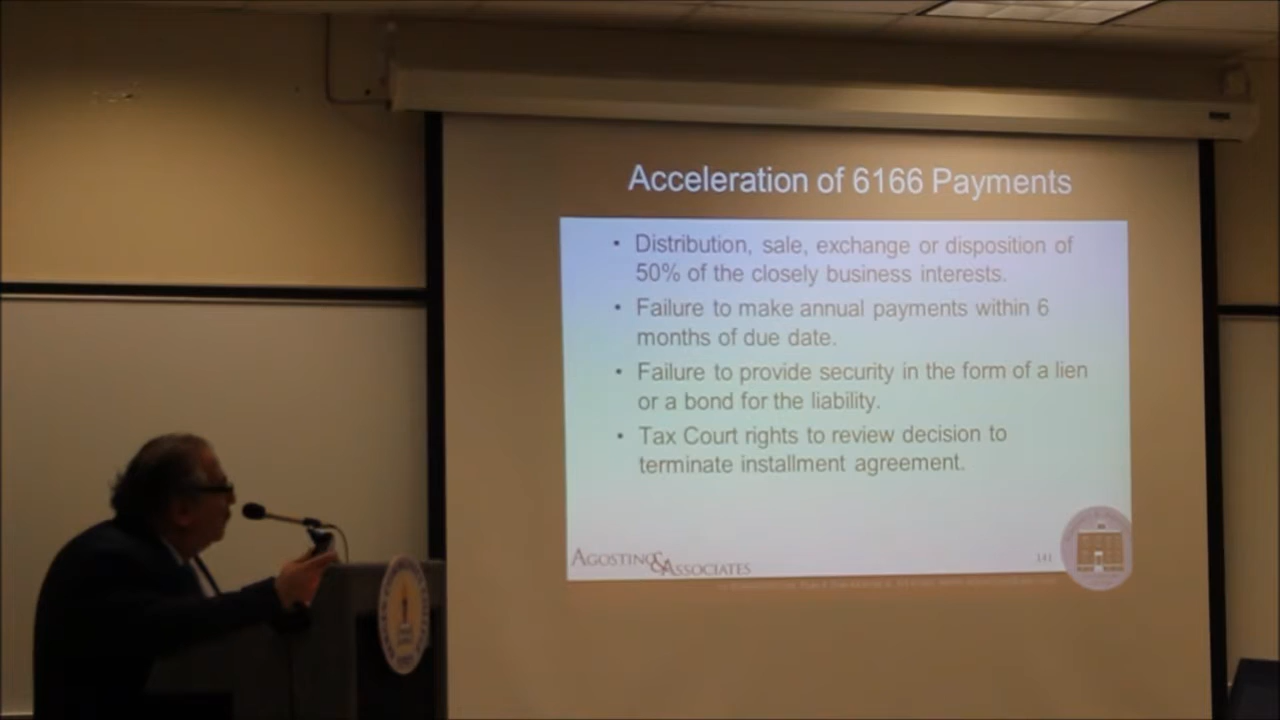 Acceleration of 6166 Payments
• Distribution, sale, exchange or disposition of
50% of the closely business interests.
• Failure to make annual payments within 6
months of due date.
• Failure to provide security in the form of a lien
or a bond for the liability.
• Tax Court rights to review decision to
terminate installment agreement.
AGOSTINO & ASSOCIATES
141